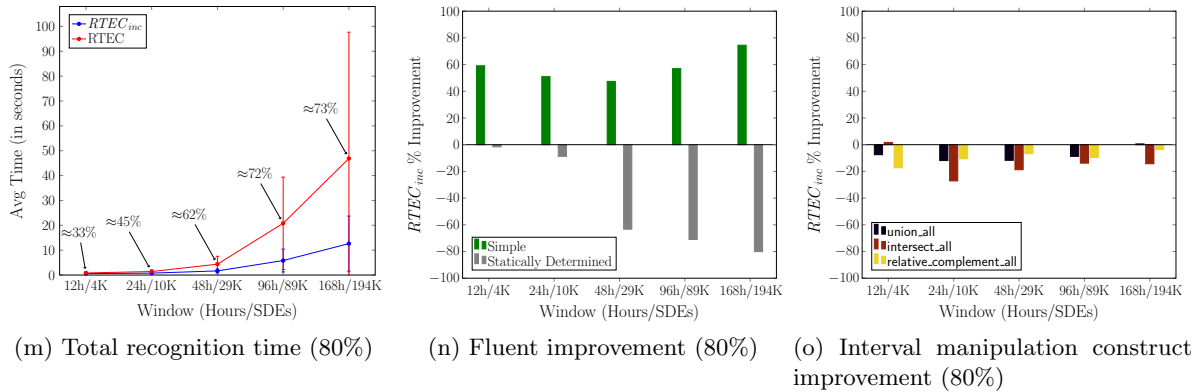 100
90
80
70
60
50
40
30
20
10
0
Avg Time (in seconds)
RTECinc
RTEC
≈33%
≈45%
≈62%
≈72%
≈73%
12h/4K 24h/10K 48h/29K 96h/89K 168h/194K
Window (Hours/SDEs)
(m) Total recognition time (80%)
100
80
60
40
20
0
−20
−40
−60
−80
−100
RTECinc % Improvement
Simple
Statically Determined
12h/4K 24h/10K 48h/29K 96h/89K 168h/194K
Window (Hours/SDEs)
(n) Fluent improvement (80%)
100
80
60
40
20
0
−20
−40
−60
−80
−100
RTECinc % Improvement
union_all
intersect_all
relative_complement_all
12h/4K 24h/10K 48h/29K 96h/89K 168h/194K
Window (Hours/SDEs)
(o) Interval manipulation construct
improvement (80%)